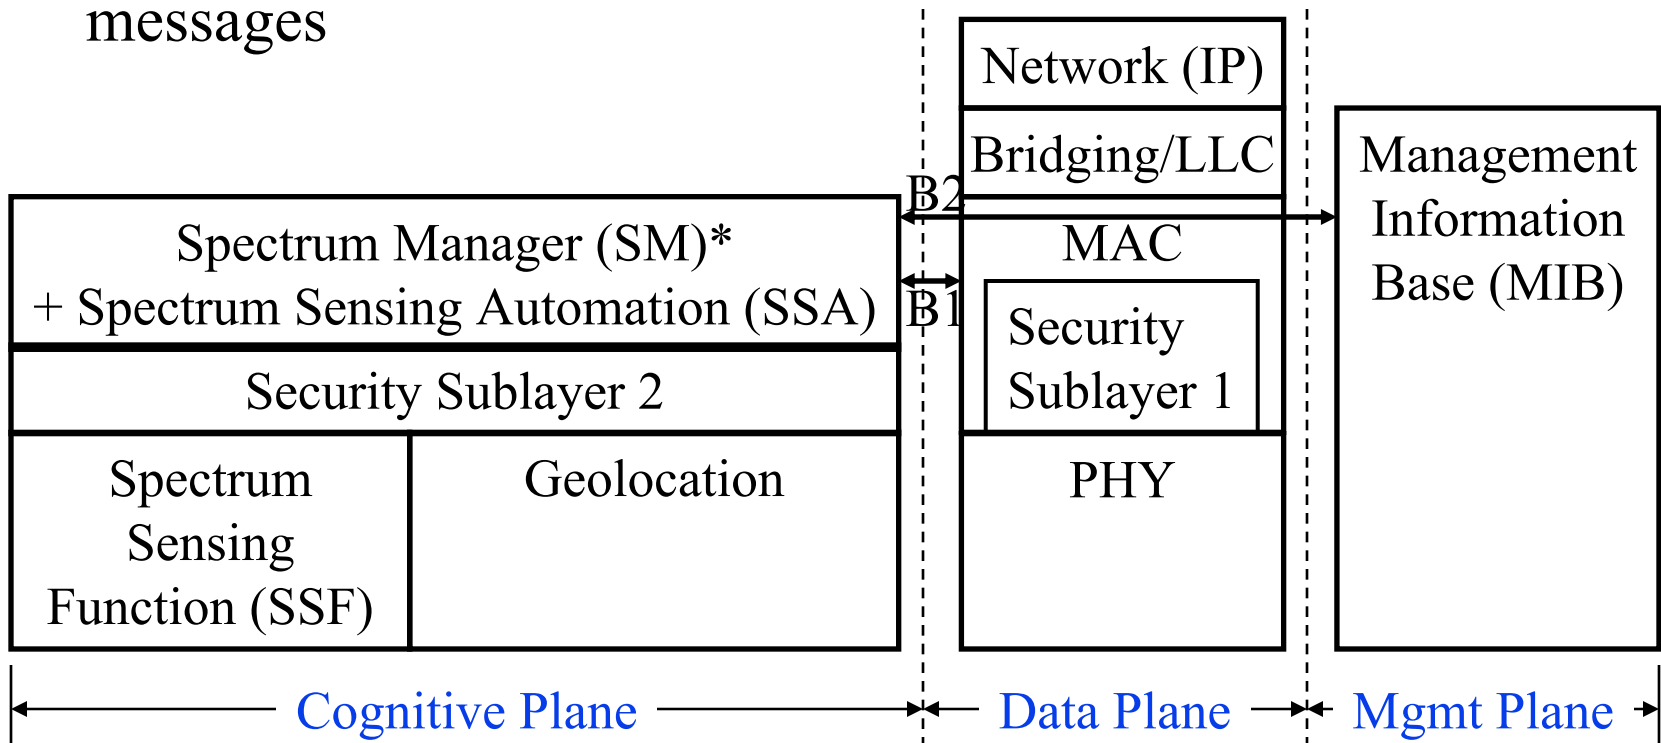 messages
Network (IP)
Bridging/LLC
MAC
Security
Sublayer 1
PHY
Management
Information
Base (MIB)
B2
B1
Spectrum Manager (SM)*
+ Spectrum Sensing Automation (SSA)
Security Sublayer 2
Spectrum
Sensing
Function (SSF)
Geolocation
Cognitive Plane
Data Plane
Mgmt Plane